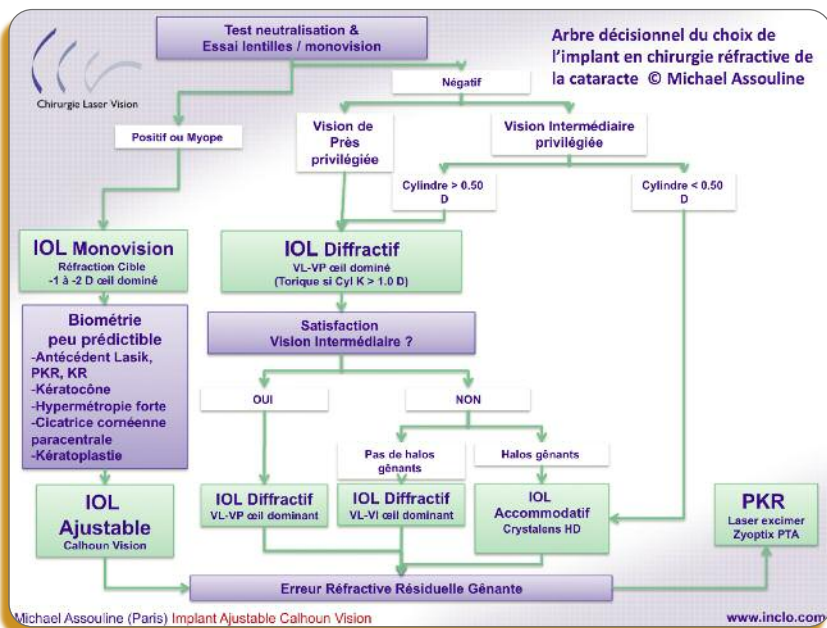 Test neutralisation &
Essai lentilles / monovision
Arbre décisionnel du choix de
l'implant en chirurgie réfractive de
la cataracte © Michael Assouline
Chirurgie Laser Vision
Négatif
Positif ou Myope
Vision de
Près
privilégiée
Vision Intermédiaire
privilégiée
Cylindre > 0.50
D
Cylindre < 0.50
D
IOL Monovision
Réfraction Cible
-1 à -2 D œil dominé
IOL Diffractif
VL-VP œil dominé
(Torique si Cyl K > 1.0 D)
Biométrie
peu prédictible
-Antécédent Lasik,
PKR, KR
-Kératocône
-Hypermétropie forte
-Cicatrice cornéenne
paracentrale
-Kératoplastie
Satisfaction
Vision Intermédiaire ?
OUI
NON
Pas de halos
gênants
Halos gênants
IOL
Ajustable
Calhoun Vision
IOL Diffractif
VL-VP œil dominant
IOL Diffractif
VL-VI œil dominant
IOL
Accommodatif
Crystalens HD
PKR
Laser excimer
Zyoptix PTA
Erreur Réfractive Résiduelle Gênante
Michael Assouline (Paris) Implant Ajustable Calhoun Vision
www.inclo.com